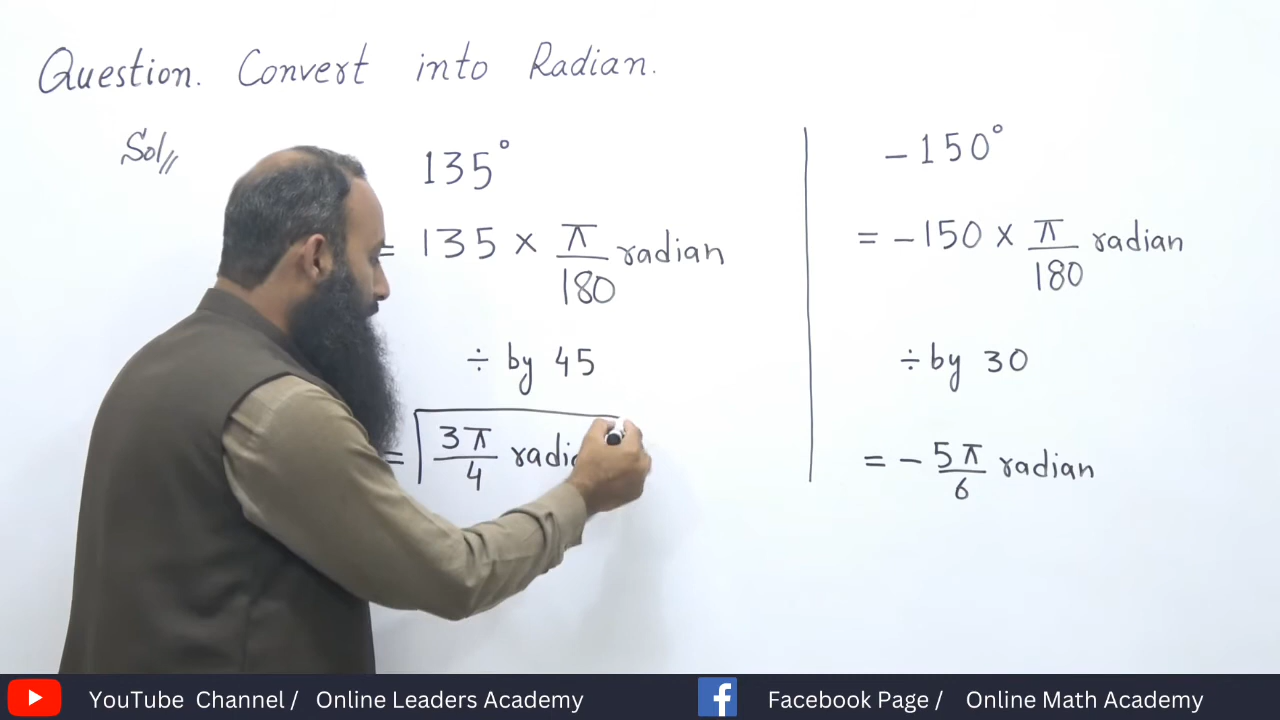 Question. Convert into Radian.
Sol//
135°
= 135 × π/180 radian
÷ by 45
= 3π/4
-150°
= -150 × π/180 radian
÷ by 30
= - 5π/6 radian
YouTube Channel / Online Leaders Academy
Facebook Page / Online Math Academy